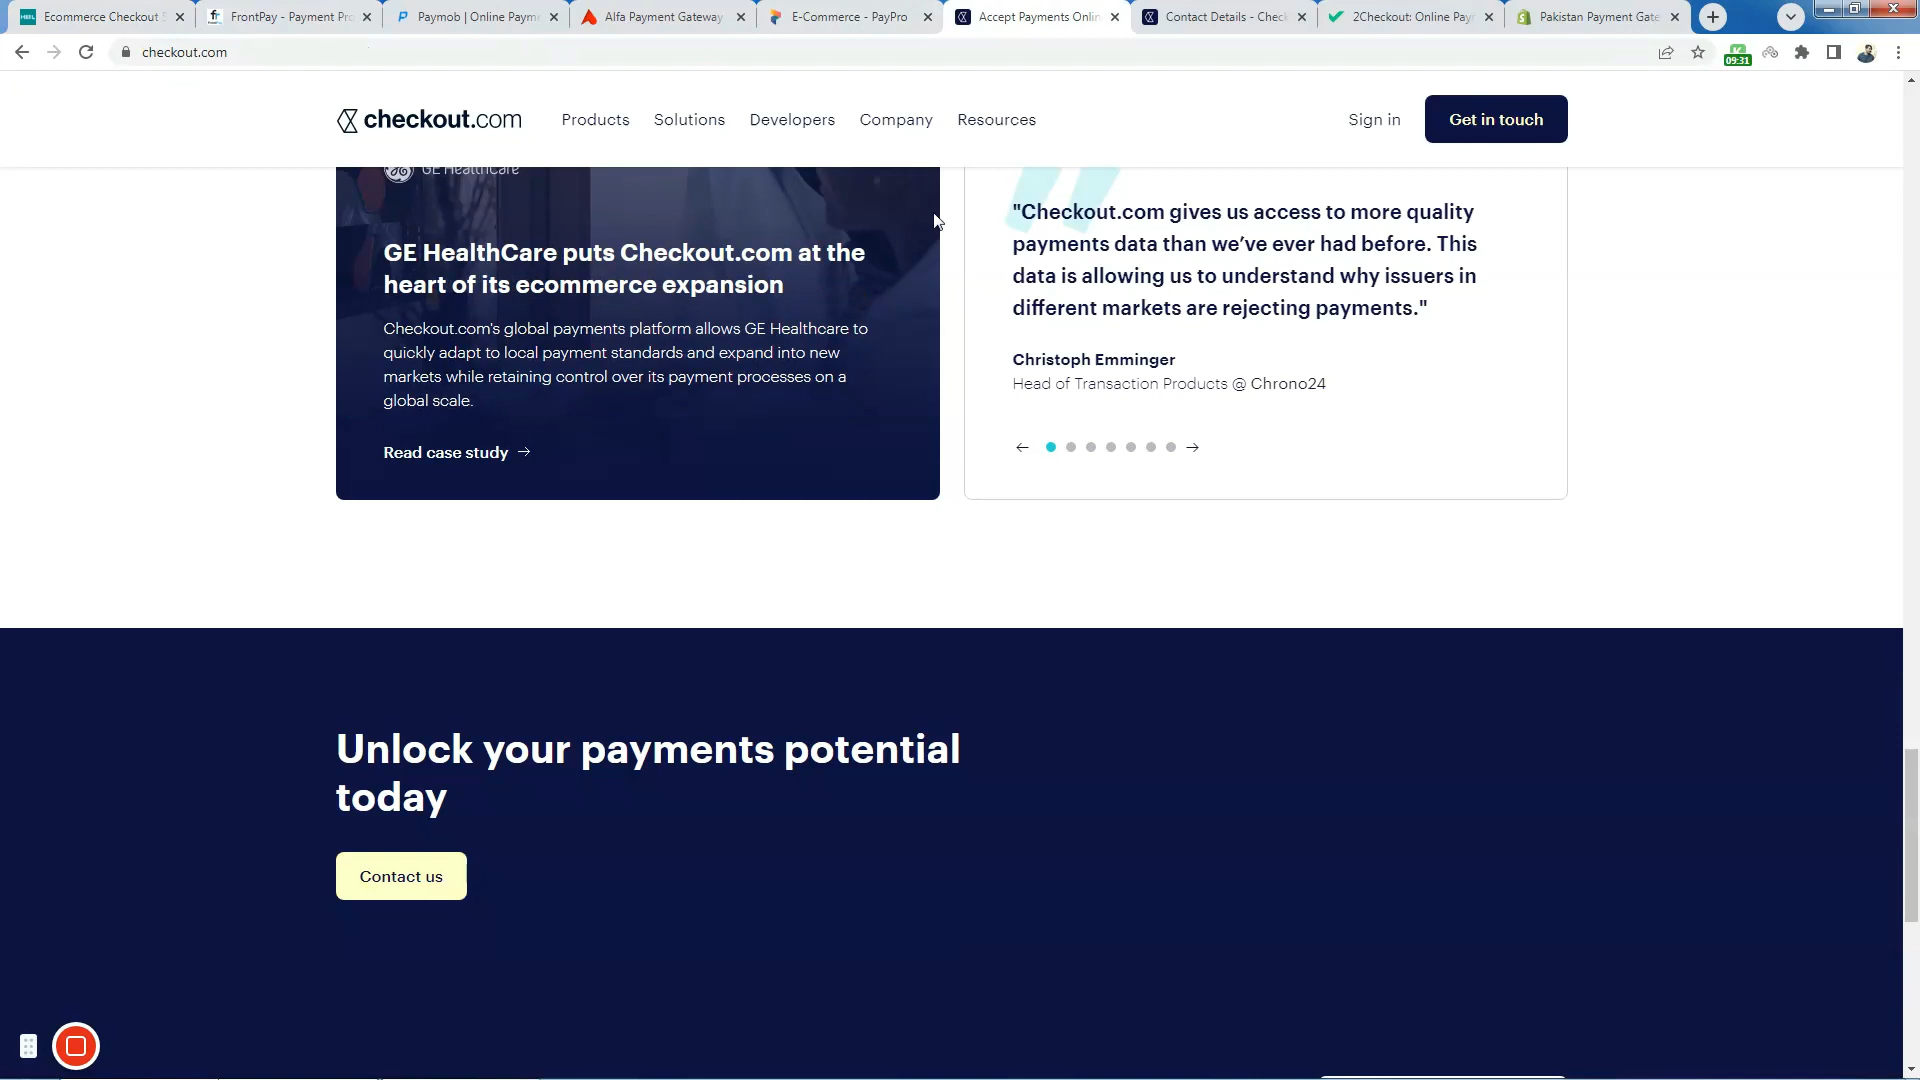 Ecommerce Checkout S
FrontPay - Payment Pro
Paymob | Online Paym
Alfa Payment Gateway
E-Commerce - PayPro
Accept Payments Onlin
Contact Details - Check
2Checkout: Online Pay
Pakistan Payment Gate
checkout.com
09:31
checkout.com
Products
Solutions
Developers
Company
Resources
Sign in
Get in touch
GE HealthCare
GE HealthCare puts Checkout.com at the
heart of its ecommerce expansion
Checkout.com's global payments platform allows GE Healthcare to
quickly adapt to local payment standards and expand into new
markets while retaining control over its payment processes on a
global scale.
Read case study →
"Checkout.com gives us access to more quality
payments data than we’ve ever had before. This
data is allowing us to understand why issuers in
different markets are rejecting payments."
Christoph Emminger
Head of Transaction Products @ Chrono24
Unlock your payments potential
today
Contact us